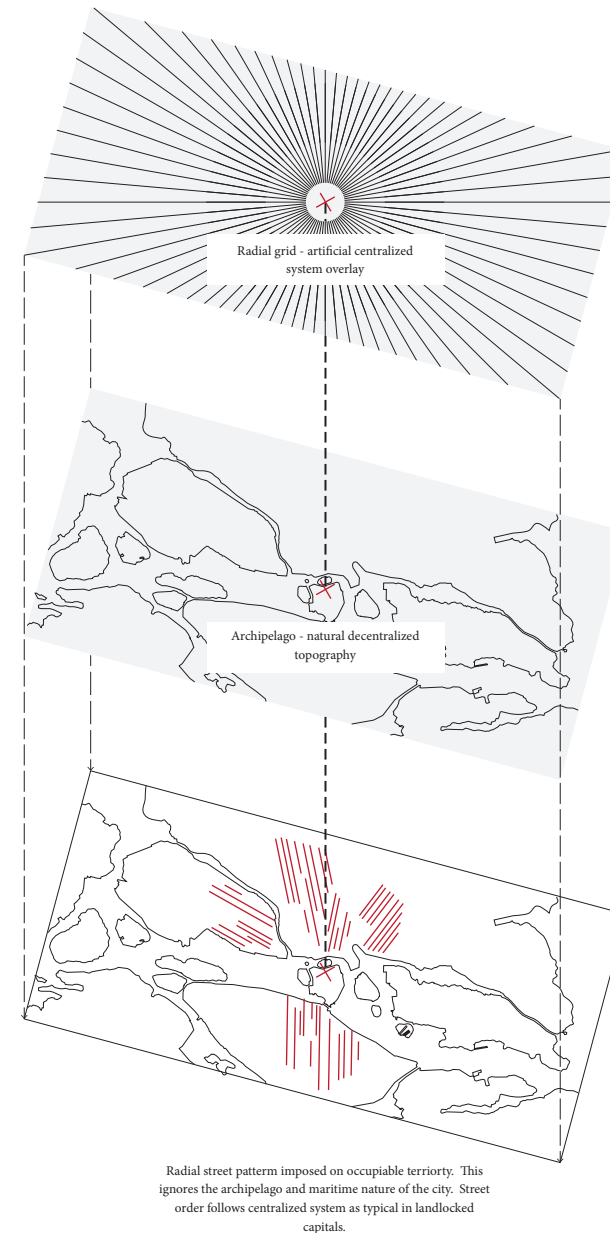 Radial grid - artificial centralized
system overlay
Archipelago - natural decentralized
topography
Radial street patterm imposed on occupiable terriorty.  This
ignores the archipelago and maritime nature of the city.  Street
order follows centralized system as typical in landlocked
capitals.